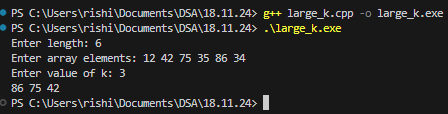 PS C:\Users\rishi\Documents\DSA\18.11.24> g++ large_k.cpp -o large_k.exe
PS C:\Users\rishi\Documents\DSA\18.11.24> .\large_k.exe
Enter length: 6
Enter array elements: 12 42 75 35 86 34
Enter value of k: 3
86 75 42
PS C:\Users\rishi\Documents\DSA\18.11.24>